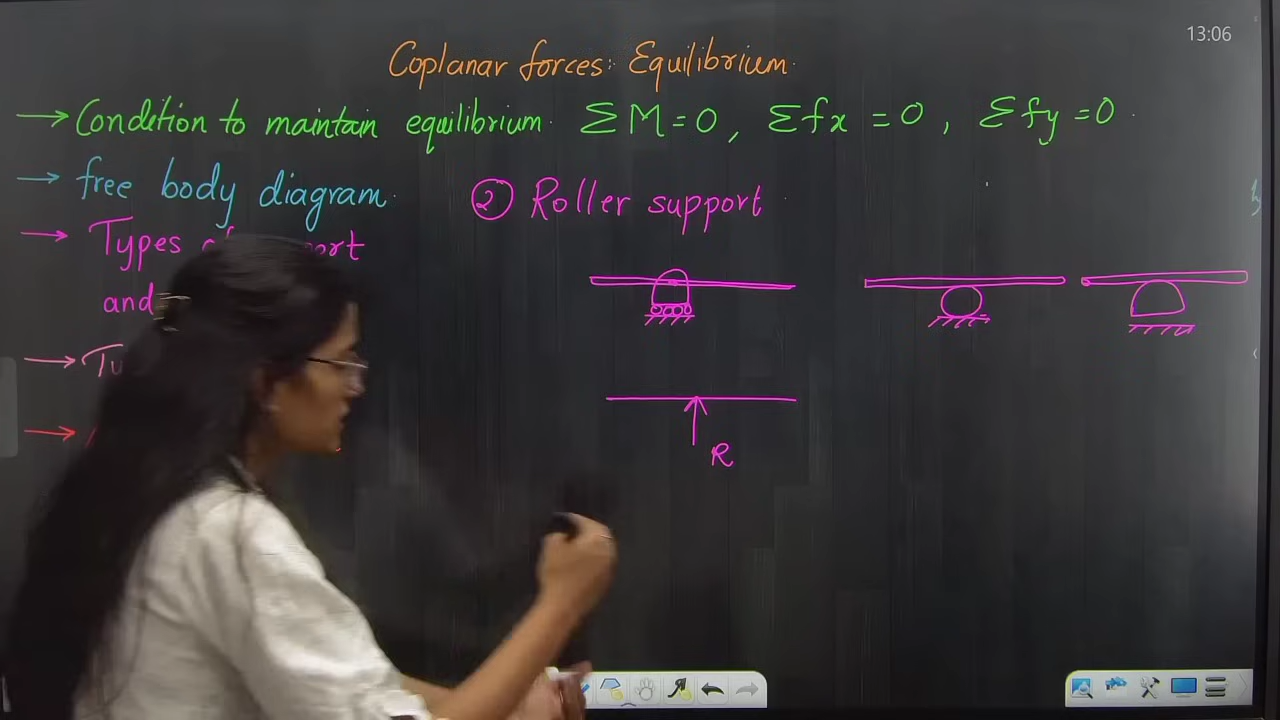 13:06
Coplanar forces: Equilibrium.
→ Condition to maintain equilibrium. ΣM=0, Σfx=0, Σfy=0.
→ free body diagram.
② Roller support
→ Types
and
→
→
R